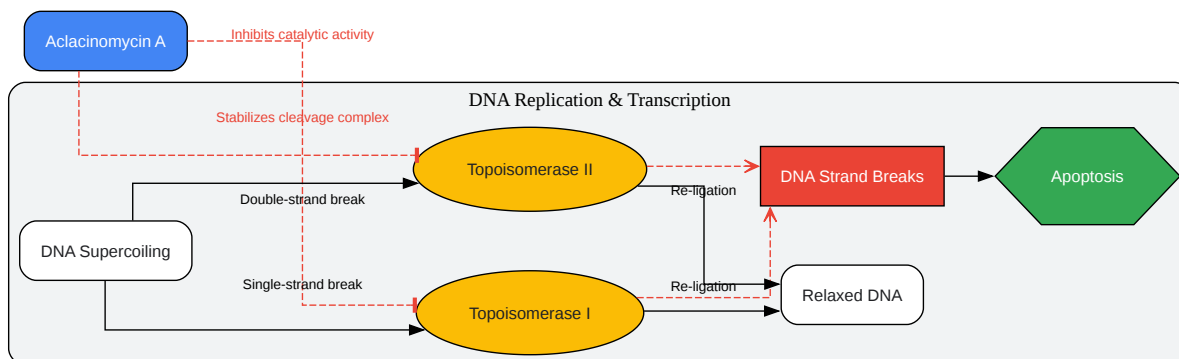 Aclacinomycin A
Inhibits catalytic activity
DNA Replication & Transcription
Stabilizes cleavage complex
Topoisomerase II
DNA Strand Breaks
Apoptosis
Re-ligation
Double-strand break
DNA Supercoiling
Single-strand break
Re-ligation
Relaxed DNA
Topoisomerase I